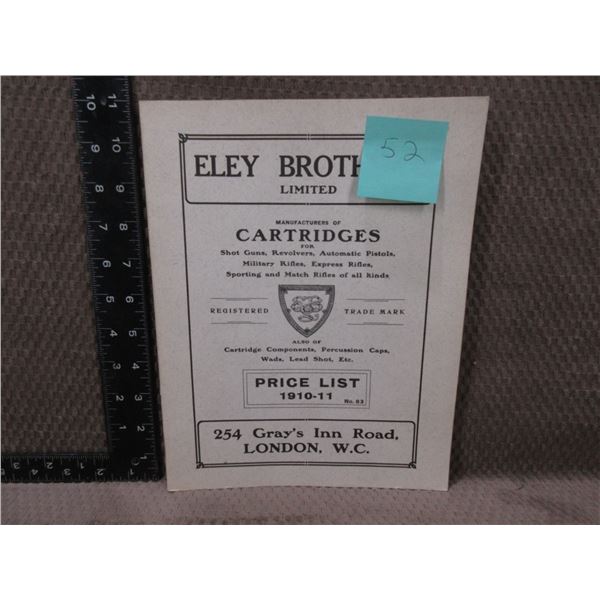 ELEY BROTH
52
LIMITED
MANUFACTURERS OF
CARTRIDGES
FOR
Shot Guns, Revolvers, Automatic Pistols,
Military Rifles, Express Rifles,
Sporting and Match Rifles of all kinds
REGISTERED TRADE MARK
ALSO OF
Cartridge Components, Percussion Caps,
Wads, Lead Shot, Etc.
PRICE LIST
1910-11 No. 83
254 Gray's Inn Road,
LONDON, W.C.